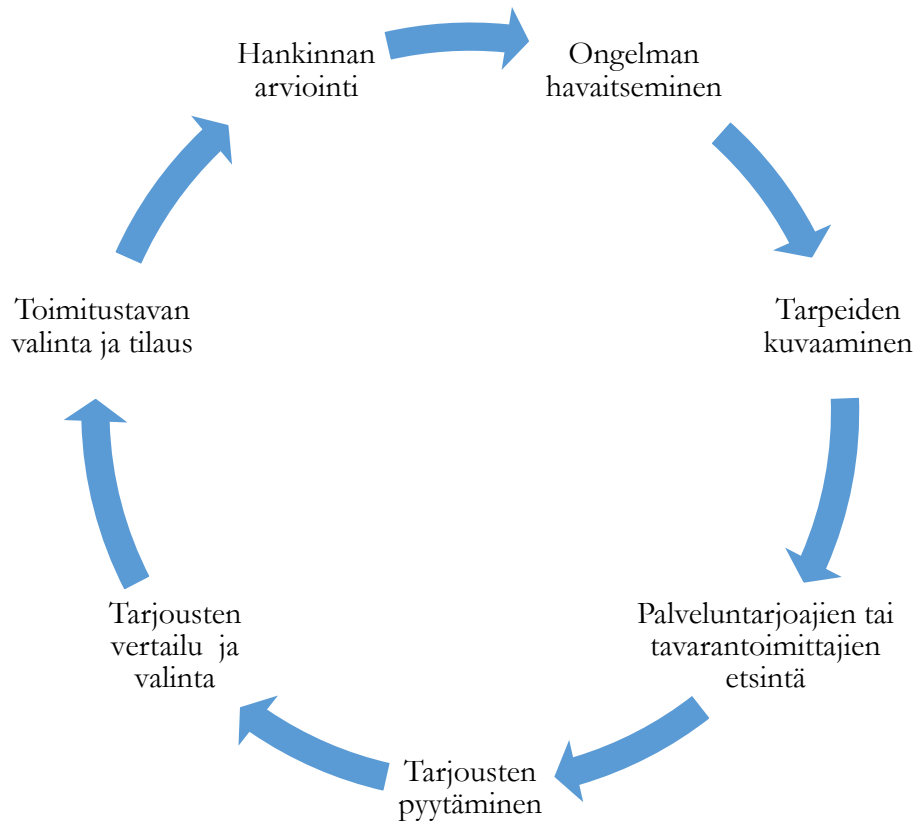 Hankinnan
arviointi
Ongelman
havaitseminen
Tarpeiden
kuvaaminen
Palveluntarjoajien tai
tavarantoimittajien
etsintä
Tarjousten
pyytäminen
Tarjousten
vertailu ja
valinta
Toimitustavan
valinta ja tilaus